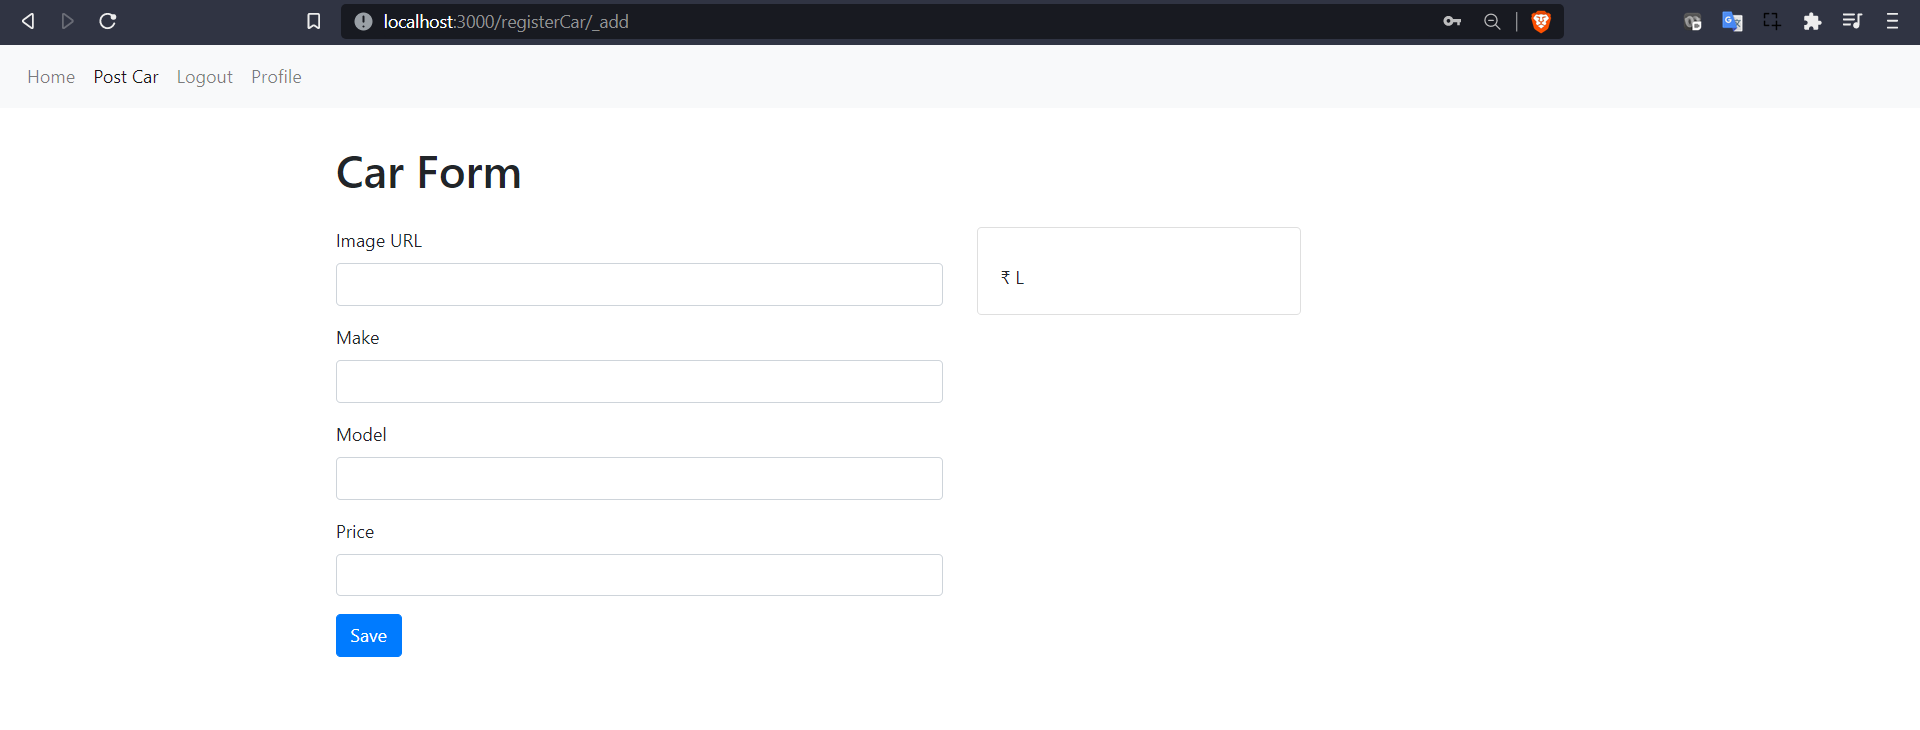 localhost:3000/registerCar/_add
Home Post Car Logout Profile
Car Form
Image URL
₹ L
Make
Model
Price
Save